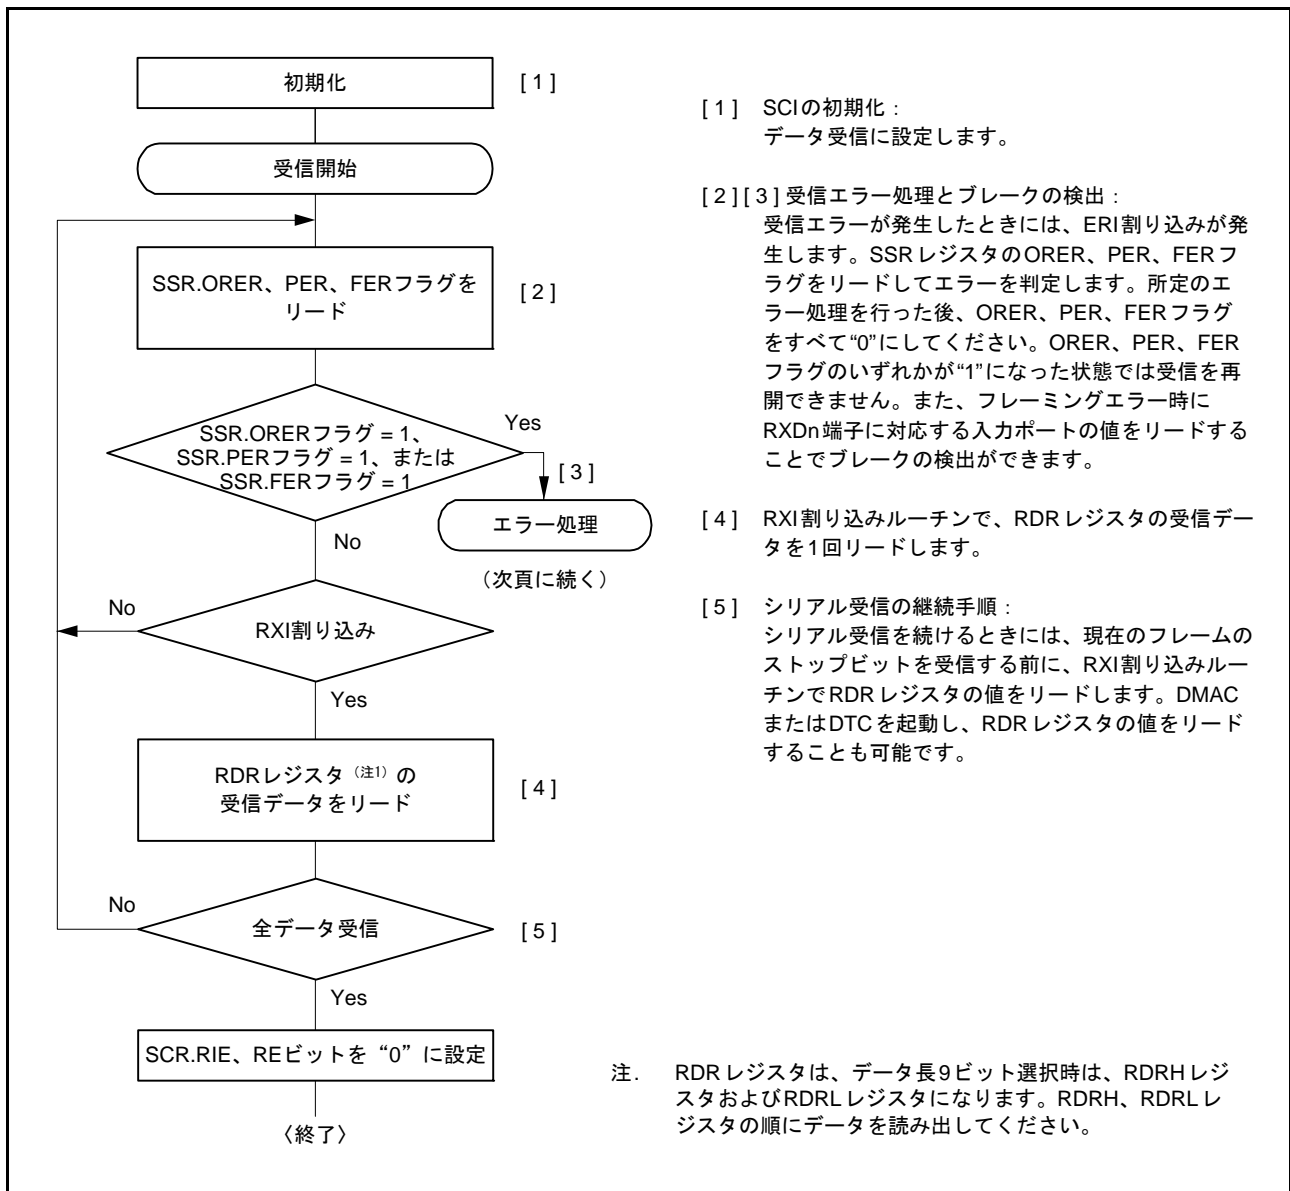 初期化
[ 1 ]
受信開始
SSR.ORER、PER、FERフラグを
リード
[ 2 ]
SSR.ORERフラグ = 1、
SSR.PERフラグ = 1、または
SSR.FERフラグ = 1
Yes
[ 3 ]
エラー処理
（次頁に続く）
No
RXI割り込み
No
Yes
RDRレジスタ（注1）の
受信データをリード
[ 4 ]
全データ受信
No
[ 5 ]
Yes
SCR.RIE、REビットを“0”に設定
〈終了〉
[ 1 ] SCIの初期化：
データ受信に設定します。
[ 2 ][ 3 ] 受信エラー処理とブレークの検出：
受信エラーが発生したときには、ERI割り込みが発
生します。SSRレジスタのORER、PER、FERフ
ラグをリードしてエラーを判定します。所定のエ
ラー処理を行った後、ORER、PER、FERフラグ
をすべて“0”にしてください。ORER、PER、FER
フラグのいずれかが“1”になった状態では受信を再
開できません。また、フレーミングエラー時に
RXDn端子に対応する入力ポートの値をリードする
ことでブレークの検出ができます。
[ 4 ] RXI割り込みルーチンで、RDRレジスタの受信デー
タを1回リードします。
[ 5 ] シリアル受信の継続手順：
シリアル受信を続けるときには、現在のフレームの
ストップビットを受信する前に、RXI割り込みルー
チンでRDRレジスタの値をリードします。DMAC
またはDTCを起動し、RDRレジスタの値をリード
することも可能です。
注. RDRレジスタは、データ長9ビット選択時は、RDRHレジ
スタおよびRDRLレジスタになります。RDRH、RDRLレ
ジスタの順にデータを読み出してください。